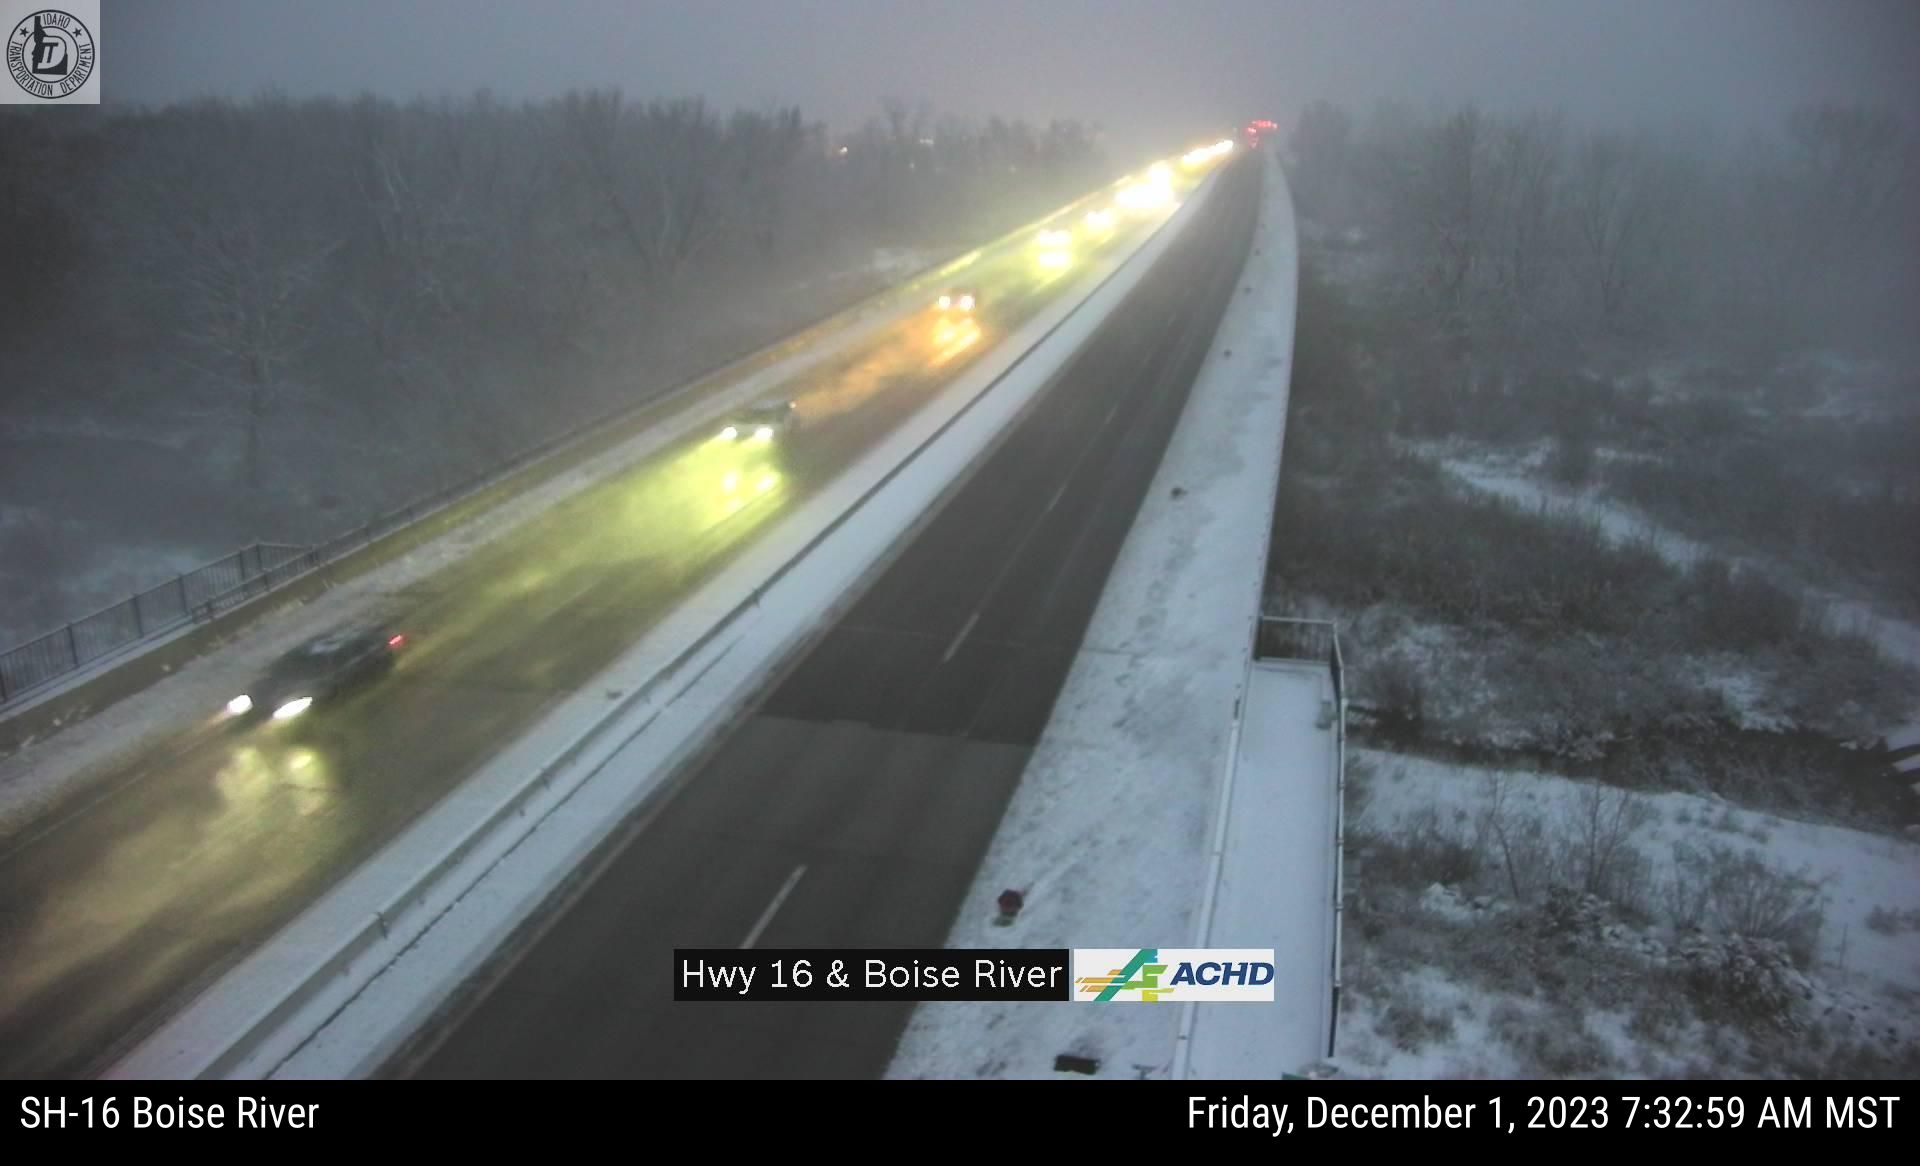 IDAHO
TRANSPORTATION DEPARTMENT
Hwy 16 & Boise River
ACHD
SH-16 Boise River
Friday, December 1, 2023 7:32:59 AM MST